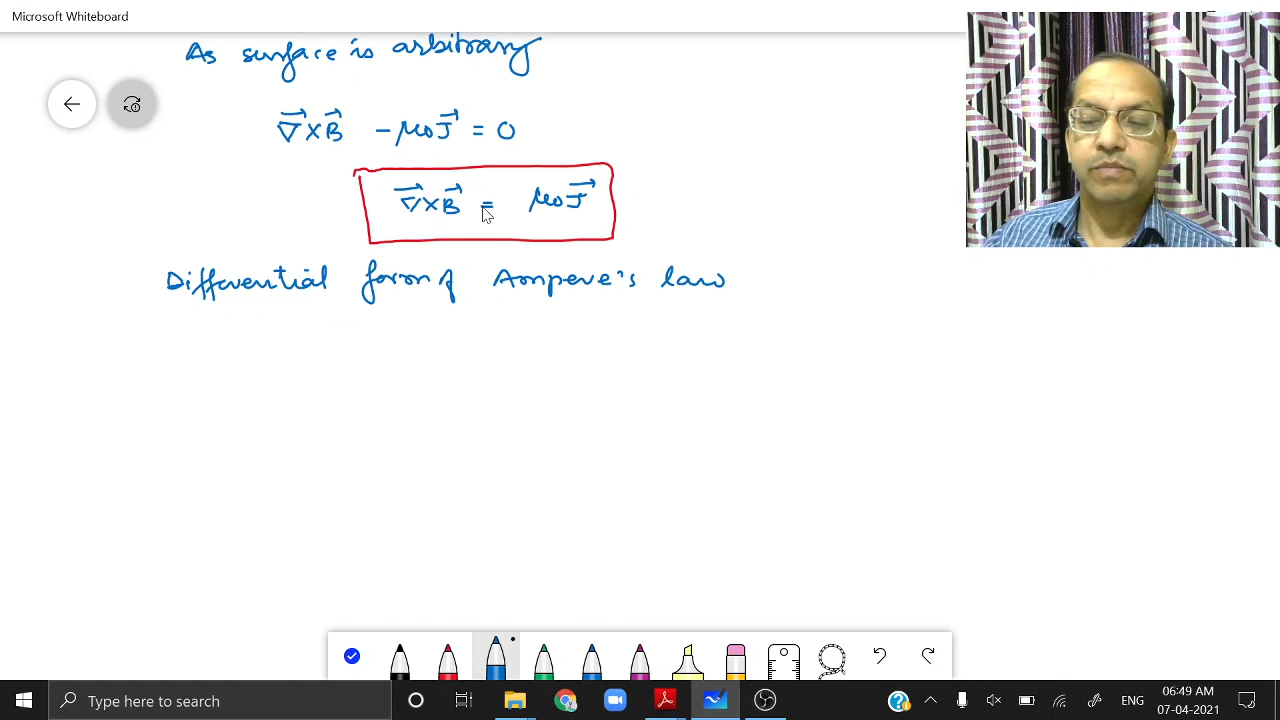 Microsoft Whiteboard
As surface is arbitrary
∇⃗×B⃗ -μ₀J⃗ = 0
∇⃗×B⃗ = μ₀J⃗
Differential form of Ampere's law
Type here to search
ENG
06:49 AM
07-04-2021